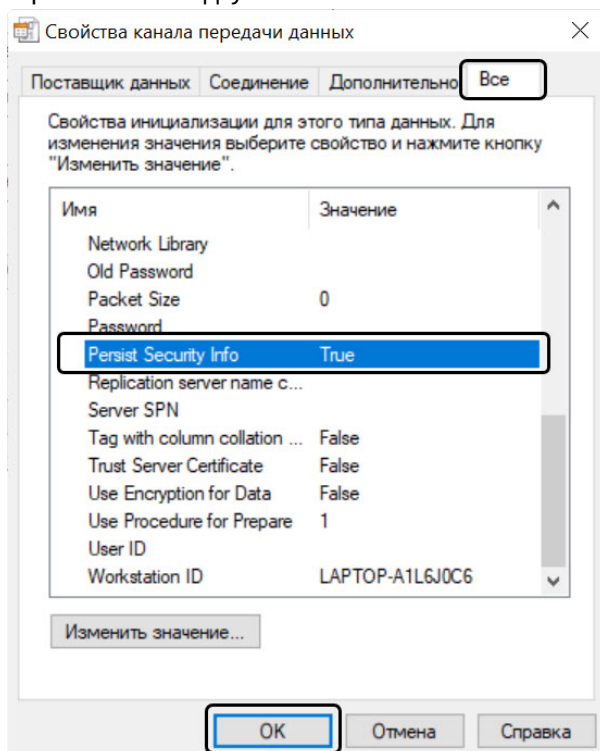 Свойства канала передачи данных
Поставщик данных Соединение Дополнительно Все
Свойства инициализации для этого типа данных. Для
изменения значения выберите свойство и нажмите кнопку
"Изменить значение".
Имя Значение
Network Library
Old Password
Packet Size 0
Password
Persist Security Info True
Replication server name c...
Server SPN
Tag with column collation ... False
Trust Server Certificate False
Use Encryption for Data False
Use Procedure for Prepare 1
User ID
Workstation ID LAPTOP-A1L6J0C6
Изменить значение...
OK Отмена Справка